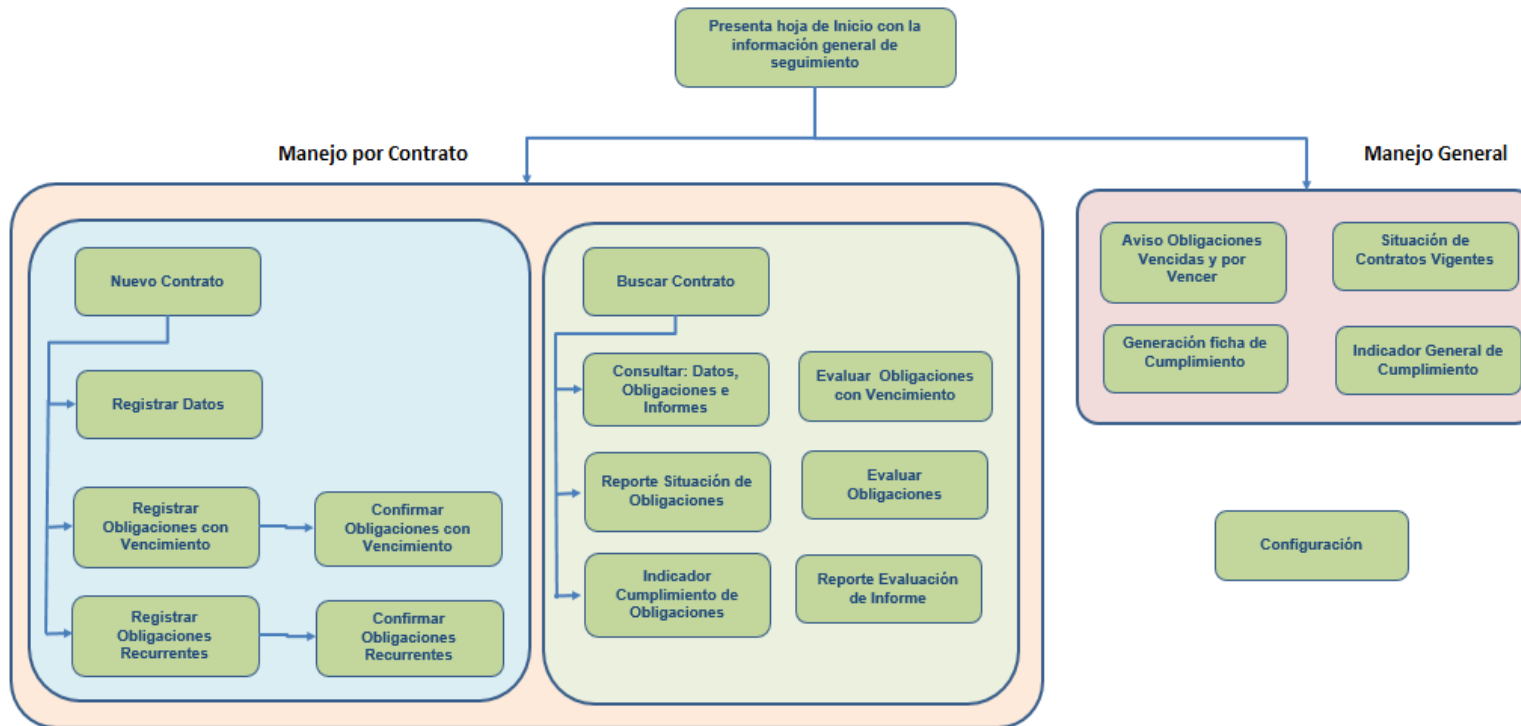 Presenta hoja de Inicio con la
información general de
seguimiento
Manejo por Contrato
Manejo General
Nuevo Contrato
Registrar Datos
Registrar
Obligaciones con
Vencimiento
Confirmar
Obligaciones con
Vencimiento
Registrar
Obligaciones
Recurrentes
Confirmar
Obligaciones
Recurrentes
Buscar Contrato
Consultar: Datos,
Obligaciones e
Informes
Evaluar Obligaciones
con Vencimiento
Reporte Situación de
Obligaciones
Evaluar
Obligaciones
Indicador
Cumplimiento de
Obligaciones
Reporte Evaluación
de Informe
Aviso Obligaciones
Vencidas y por
Vencer
Situación de
Contratos Vigentes
Generación ficha de
Cumplimiento
Indicador General de
Cumplimiento
Configuración